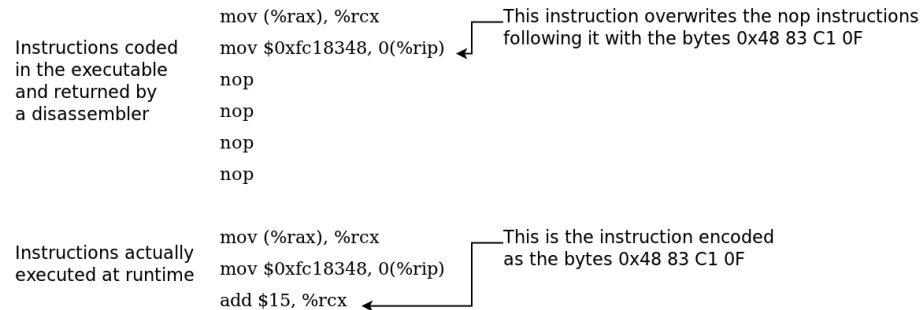 mov (%rax), %rcx
mov $0xfc18348, 0(%rip)
nop
nop
nop
nop
Instructions coded
in the executable
and returned by
a disassembler
This instruction overwrites the nop instructions
following it with the bytes 0x48 83 C1 0F
Instructions actually
executed at runtime
mov (%rax), %rcx
mov $0xfc18348, 0(%rip)
add $15, %rcx
This is the instruction encoded
as the bytes 0x48 83 C1 0F